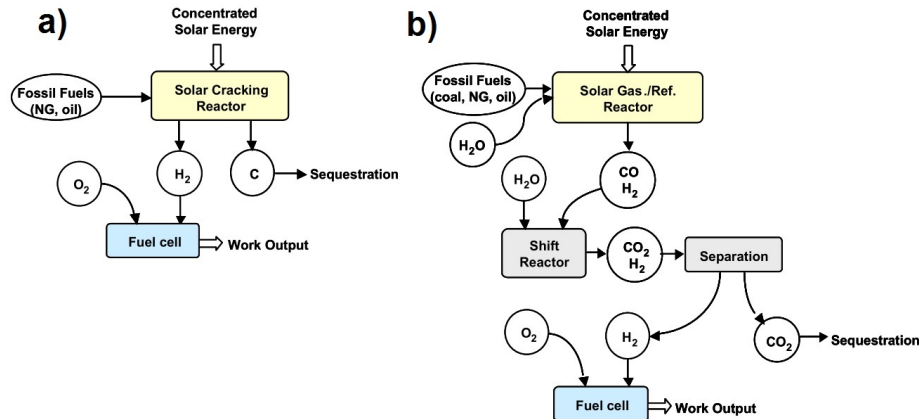 a)
Concentrated
Solar Energy
Fossil Fuels
(NG, oil)
Solar Cracking
Reactor
H2
C
Sequestration
O2
Fuel cell
Work Output
b)
Concentrated
Solar Energy
Fossil Fuels
(coal, NG, oil)
Solar Gas./Ref.
Reactor
H2O
H2O
CO
H2
Shift
Reactor
CO2
H2
Separation
O2
H2
CO2
Sequestration
Fuel cell
Work Output